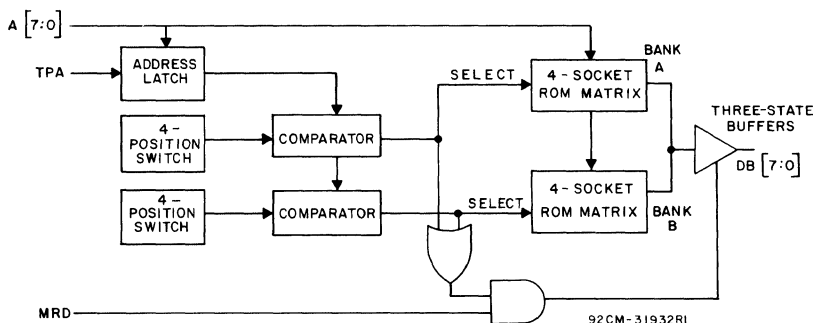 A [7:0]
TPA
ADDRESS
LATCH
4-
POSITION
SWITCH
COMPARATOR
4-
POSITION
SWITCH
COMPARATOR
SELECT
4-SOCKET
ROM MATRIX
BANK
A
SELECT
4-SOCKET
ROM MATRIX
BANK
B
THREE-STATE
BUFFERS
DB [7:0]
MRD
92CM-31932R1